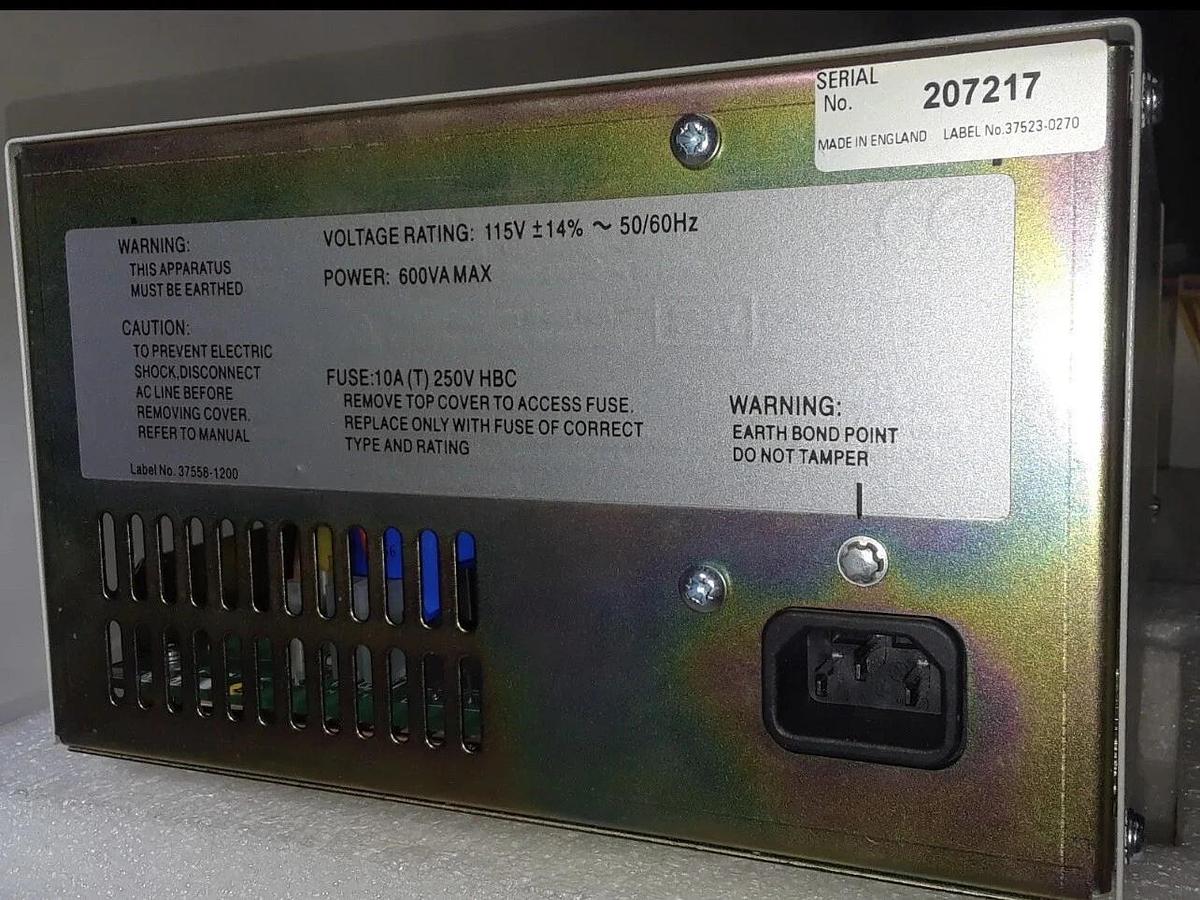 SERIAL
No. 207217
MADE IN ENGLAND LABEL No.37523-0270
WARNING:
THIS APPARATUS
MUST BE EARTHED
CAUTION:
TO PREVENT ELECTRIC
SHOCK,DISCONNECT
AC LINE BEFORE
REMOVING COVER.
REFER TO MANUAL
Label No. 37558-1200
VOLTAGE RATING: 115V ±14% ~ 50/60Hz
POWER: 600VA MAX
FUSE:10A (T) 250V HBC
REMOVE TOP COVER TO ACCESS FUSE.
REPLACE ONLY WITH FUSE OF CORRECT
TYPE AND RATING
WARNING:
EARTH BOND POINT
DO NOT TAMPER